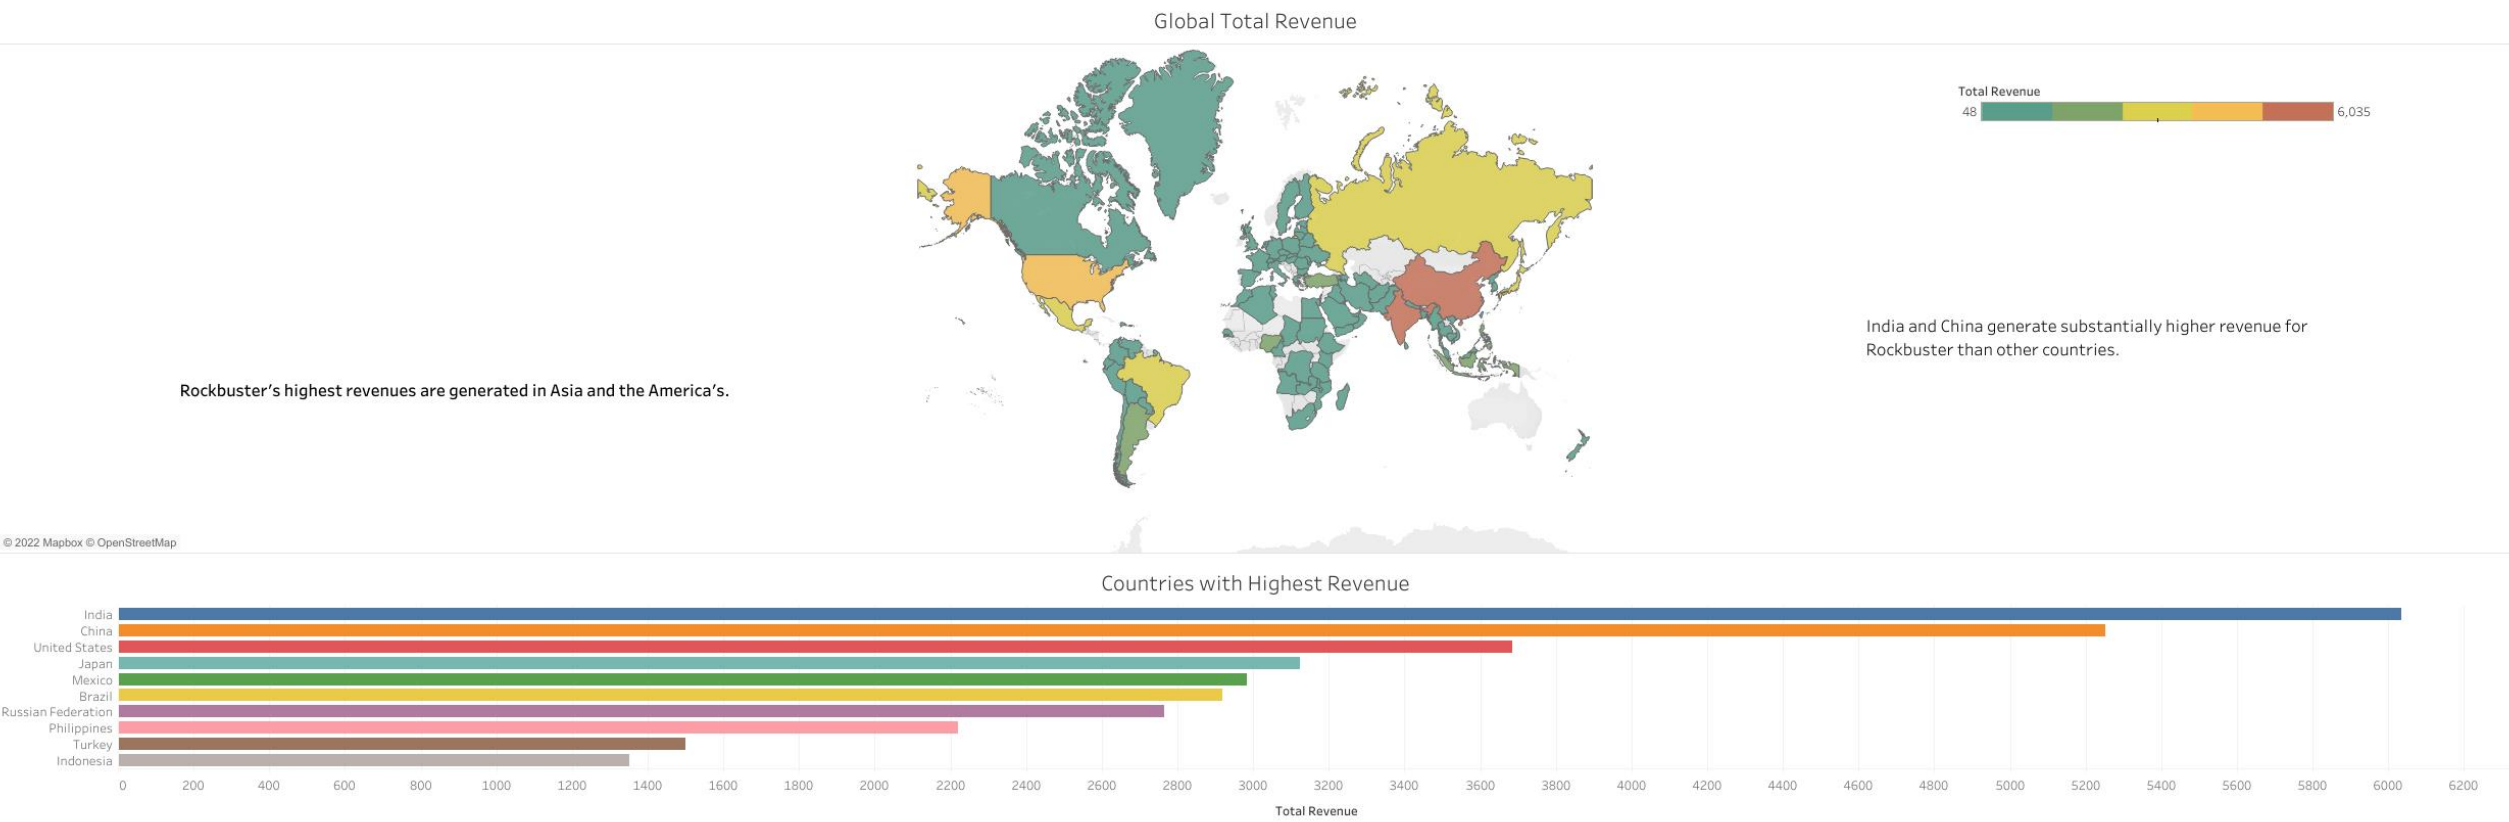 Global Total Revenue
Total Revenue
48 6,035
India and China generate substantially higher revenue for
Rockbuster than other countries.
Rockbuster's highest revenues are generated in Asia and the America's.
© 2022 Mapbox © OpenStreetMap
Countries with Highest Revenue
India
China
United States
Japan
Mexico
Brazil
Russian Federation
Philippines
Turkey
Indonesia
0 200 400 600 800 1000 1200 1400 1600 1800 2000 2200 2400 2600 2800 3000 3200 3400 3600 3800 4000 4200 4400 4600 4800 5000 5200 5400 5600 5800 6000 6200
Total Revenue